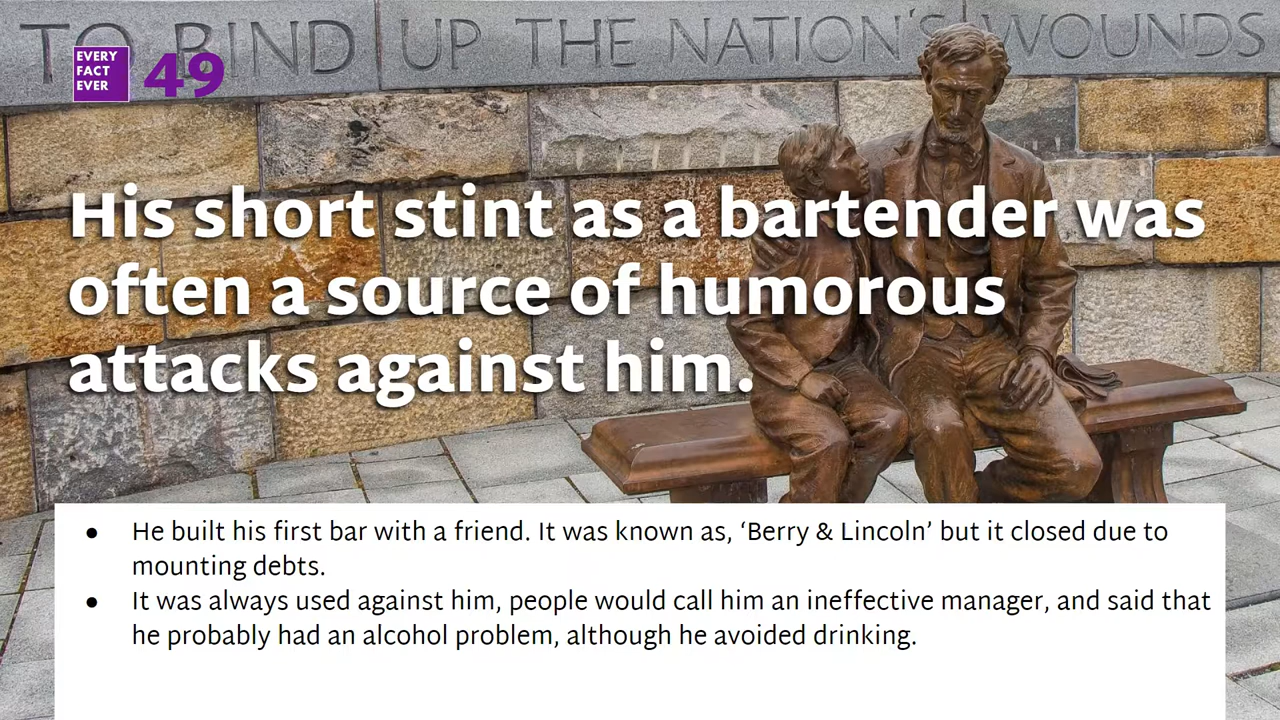 TO BIND UP THE NATION'S WOUNDS
EVERY
FACT
EVER
49
His short stint as a bartender was
often a source of humorous
attacks against him.
● He built his first bar with a friend. It was known as, ‘Berry & Lincoln’ but it closed due to
mounting debts.
● It was always used against him, people would call him an ineffective manager, and said that
he probably had an alcohol problem, although he avoided drinking.